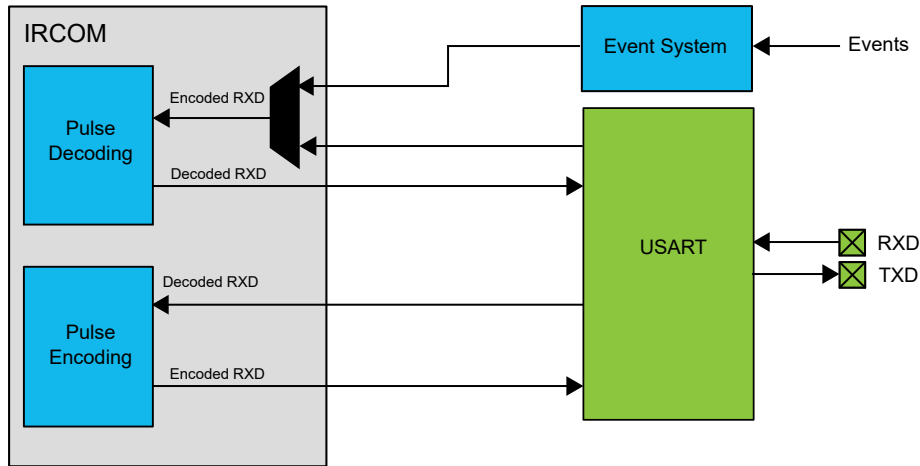 IRCOM
Event System
Events
Encoded RXD
Pulse
Decoding
Decoded RXD
USART
RXD
TXD
Decoded RXD
Pulse
Encoding
Encoded RXD